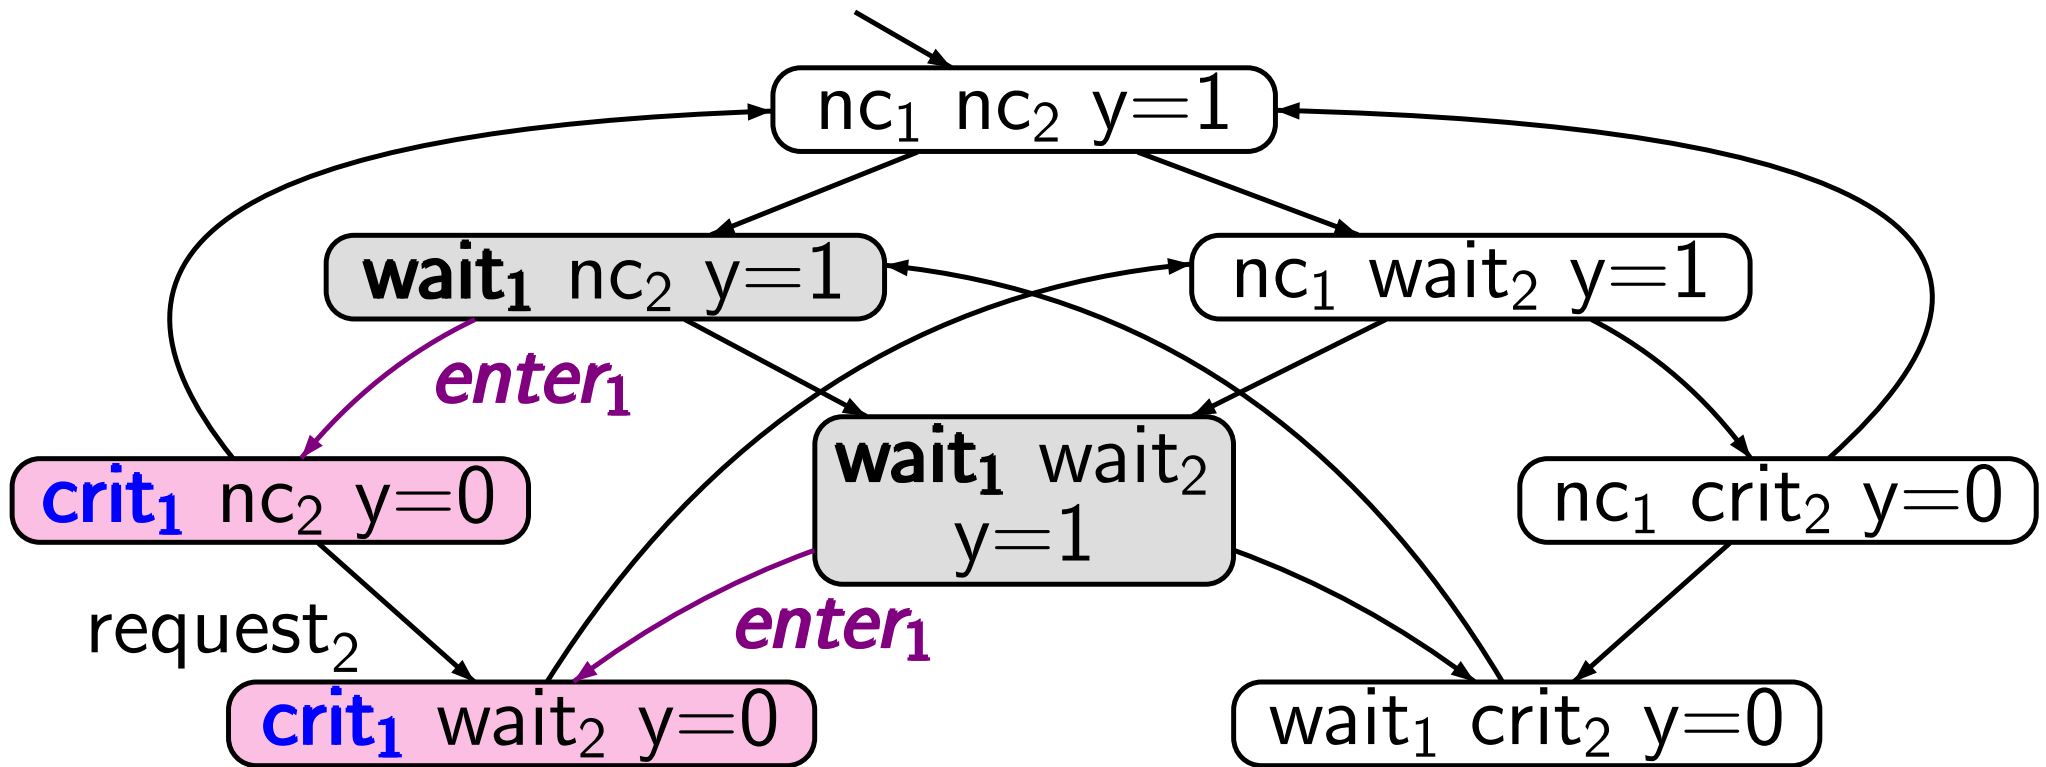 nc₁ nc₂ y=1
wait₁ nc₂ y=1
nc₁ wait₂ y=1
enter₁
wait₁ wait₂
y=1
crit₁ nc₂ y=0
nc₁ crit₂ y=0
request₂
enter₁
crit₁ wait₂ y=0
wait₁ crit₂ y=0